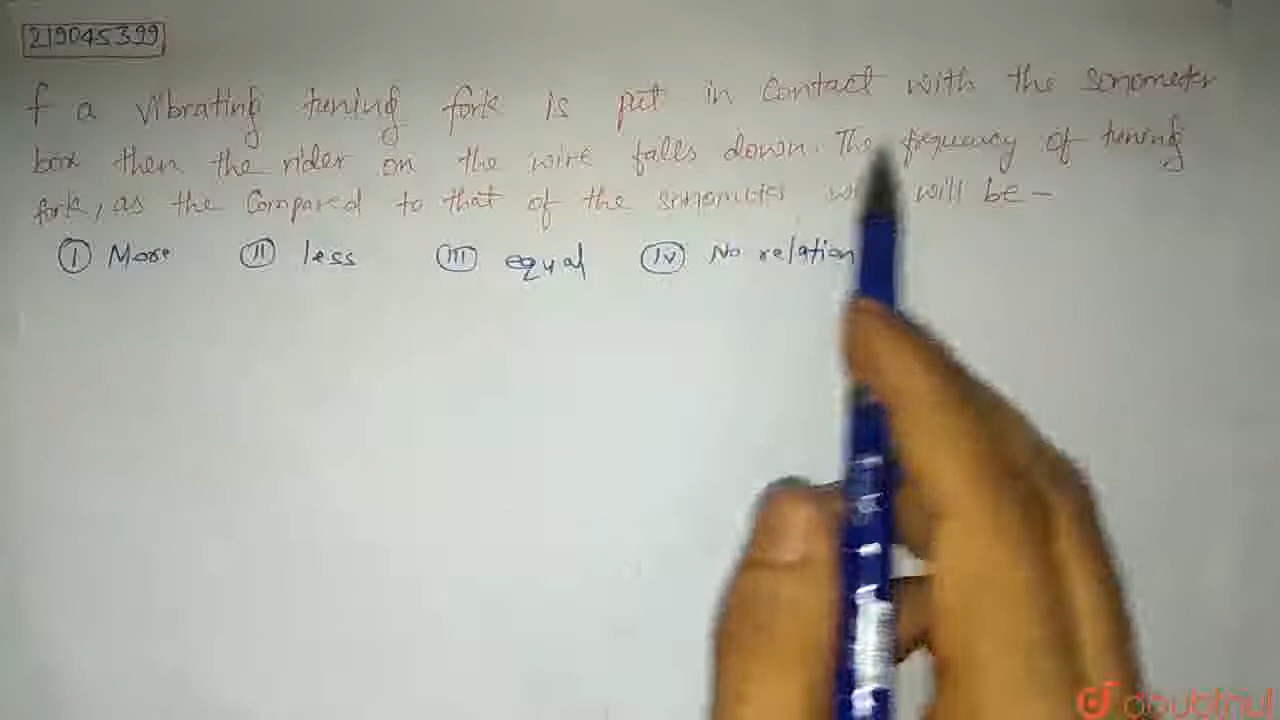 219045399
f a vibrating tuning fork is put in contact with the sonometer
box then the rider on the wire falls down. The frequency of tuning
fork, as the compared to that of the sonometer will be -
I More II less III equal IV No relation
doubtnut